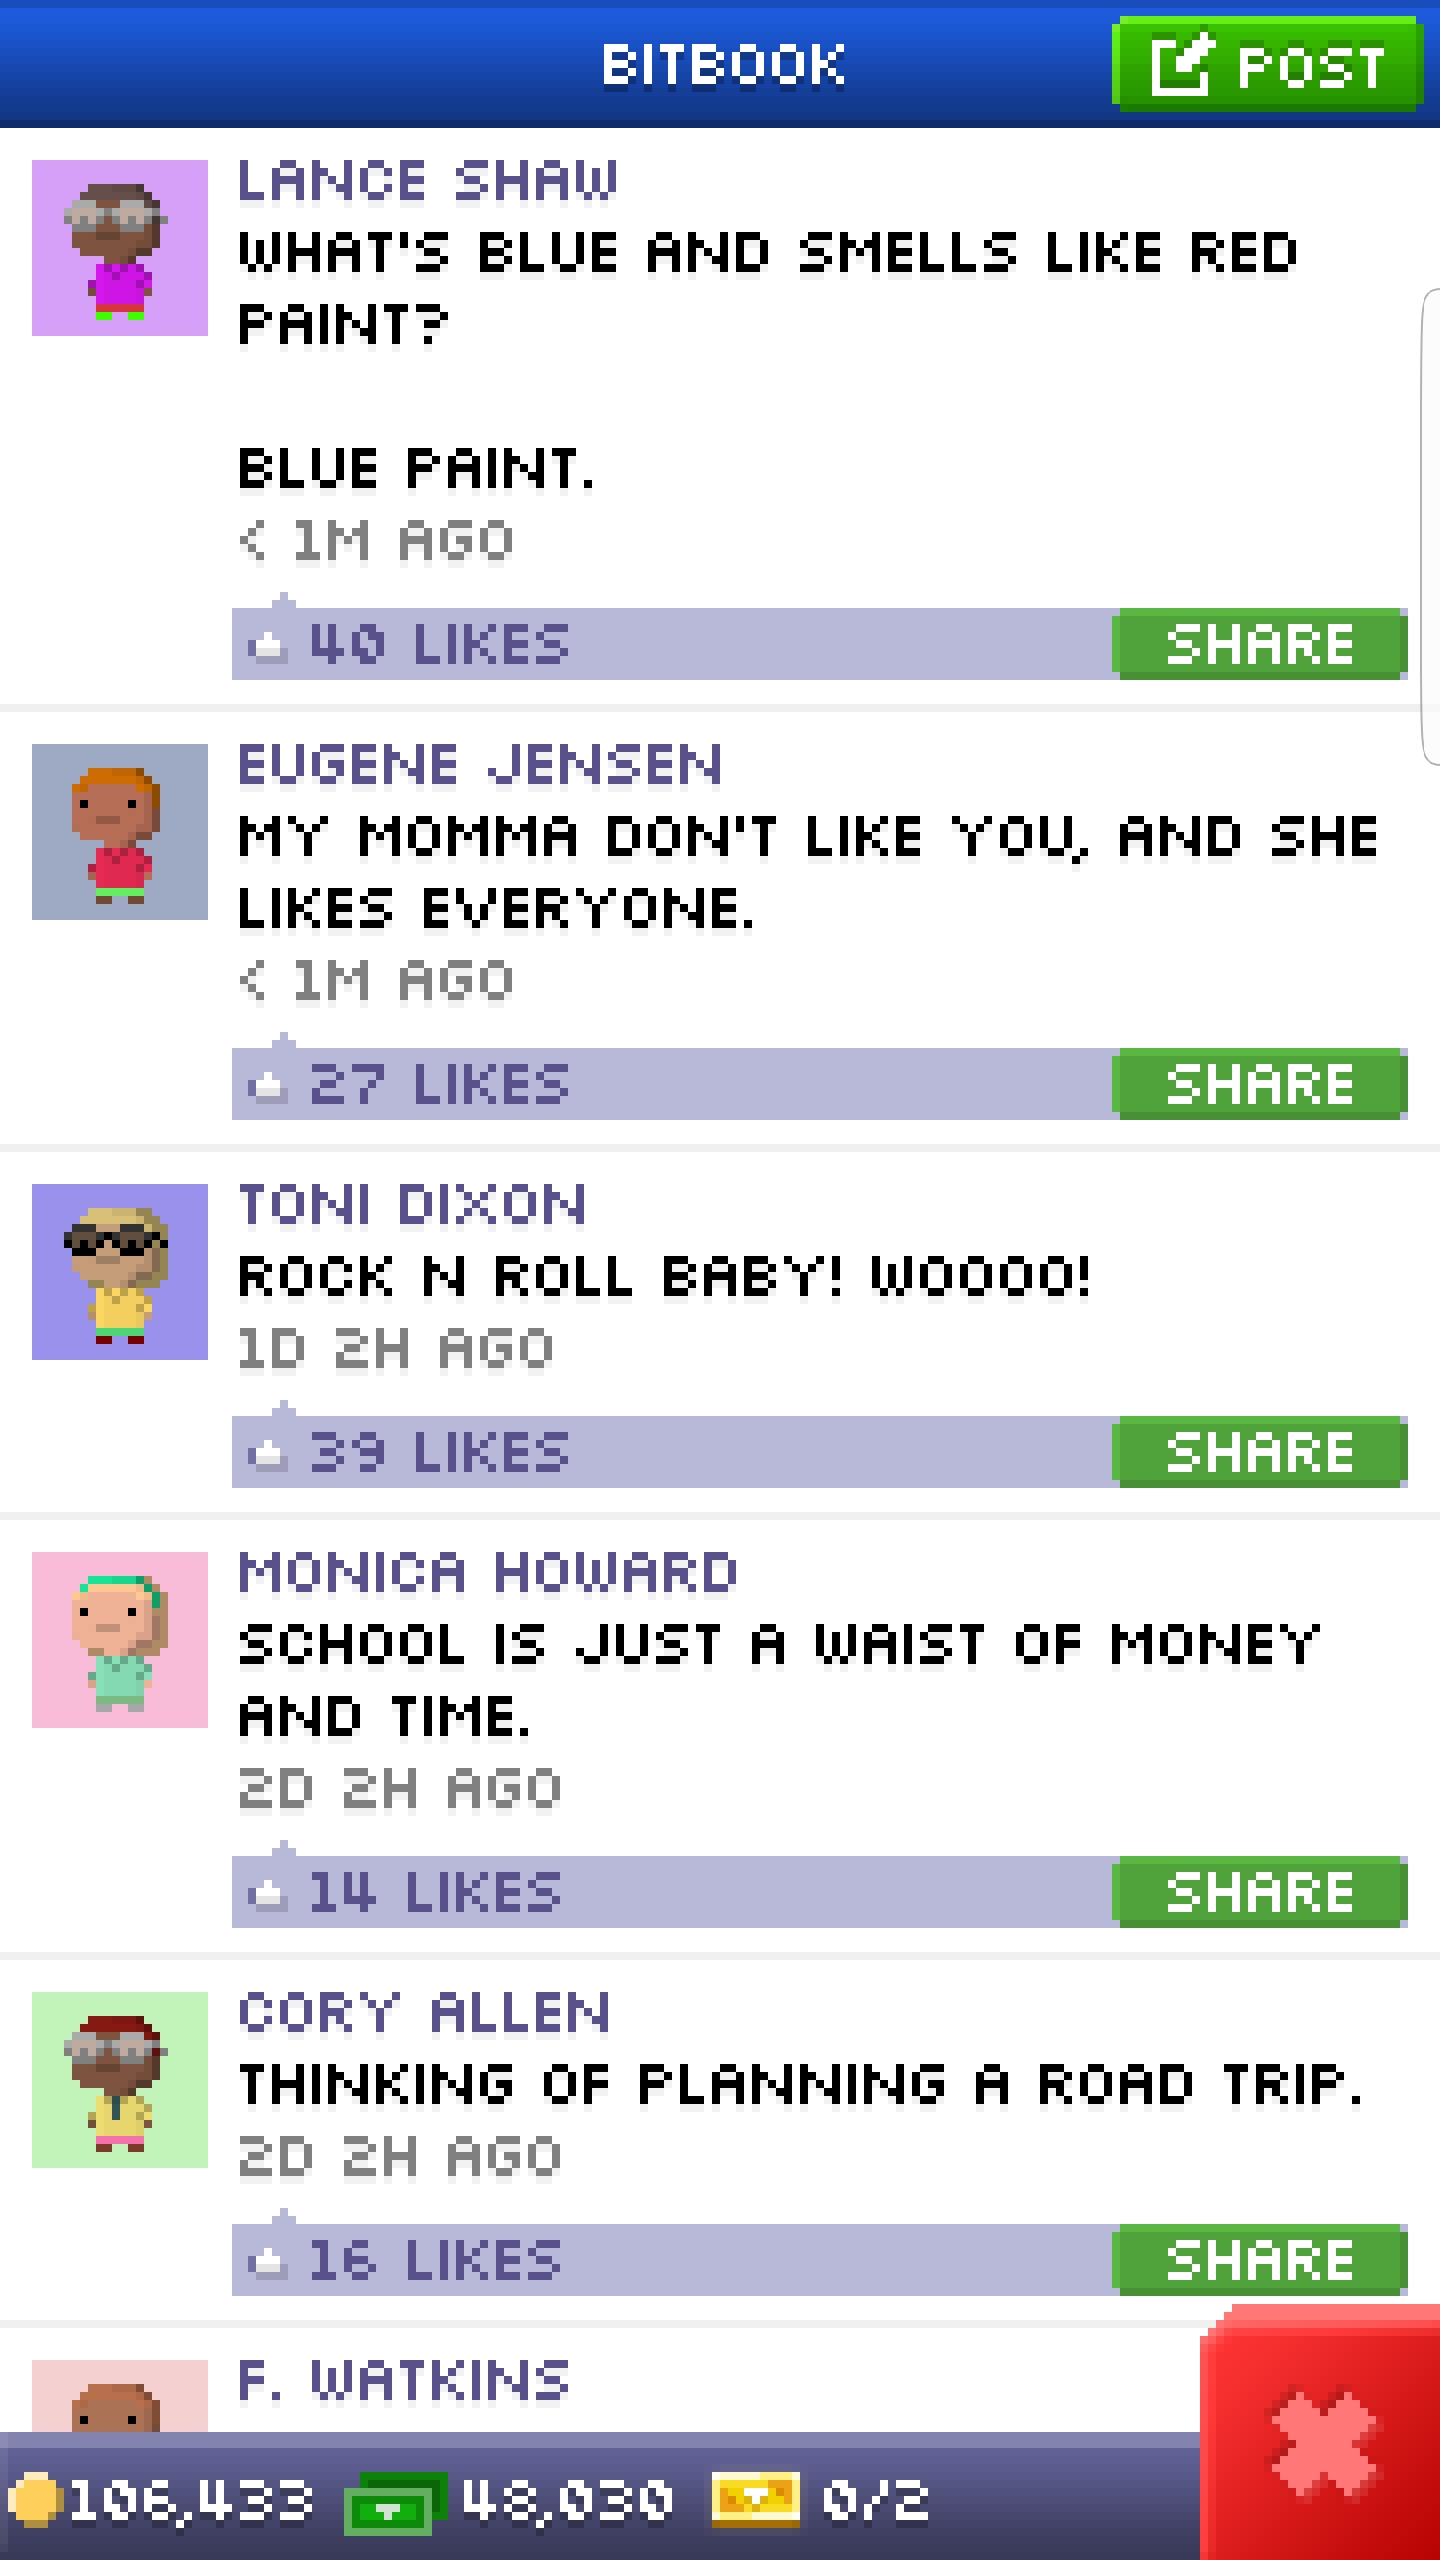 BITBOOK
POST
LANCE SHAW
WHAT'S BLUE AND SMELLS LIKE RED
PAINT?
BLUE PAINT.
< 1M AGO
40 LIKES
SHARE
EUGENE JENSEN
MY MOMMA DON'T LIKE YOU, AND SHE
LIKES EVERYONE.
< 1M AGO
27 LIKES
SHARE
TONI DIXON
ROCK N ROLL BABY! WOOOO!
1D 2H AGO
39 LIKES
SHARE
MONICA HOWARD
SCHOOL IS JUST A WAIST OF MONEY
AND TIME.
2D 2H AGO
14 LIKES
SHARE
CORY ALLEN
THINKING OF PLANNING A ROAD TRIP.
2D 2H AGO
16 LIKES
SHARE
F. WATKINS
106,433 48,030 0/2